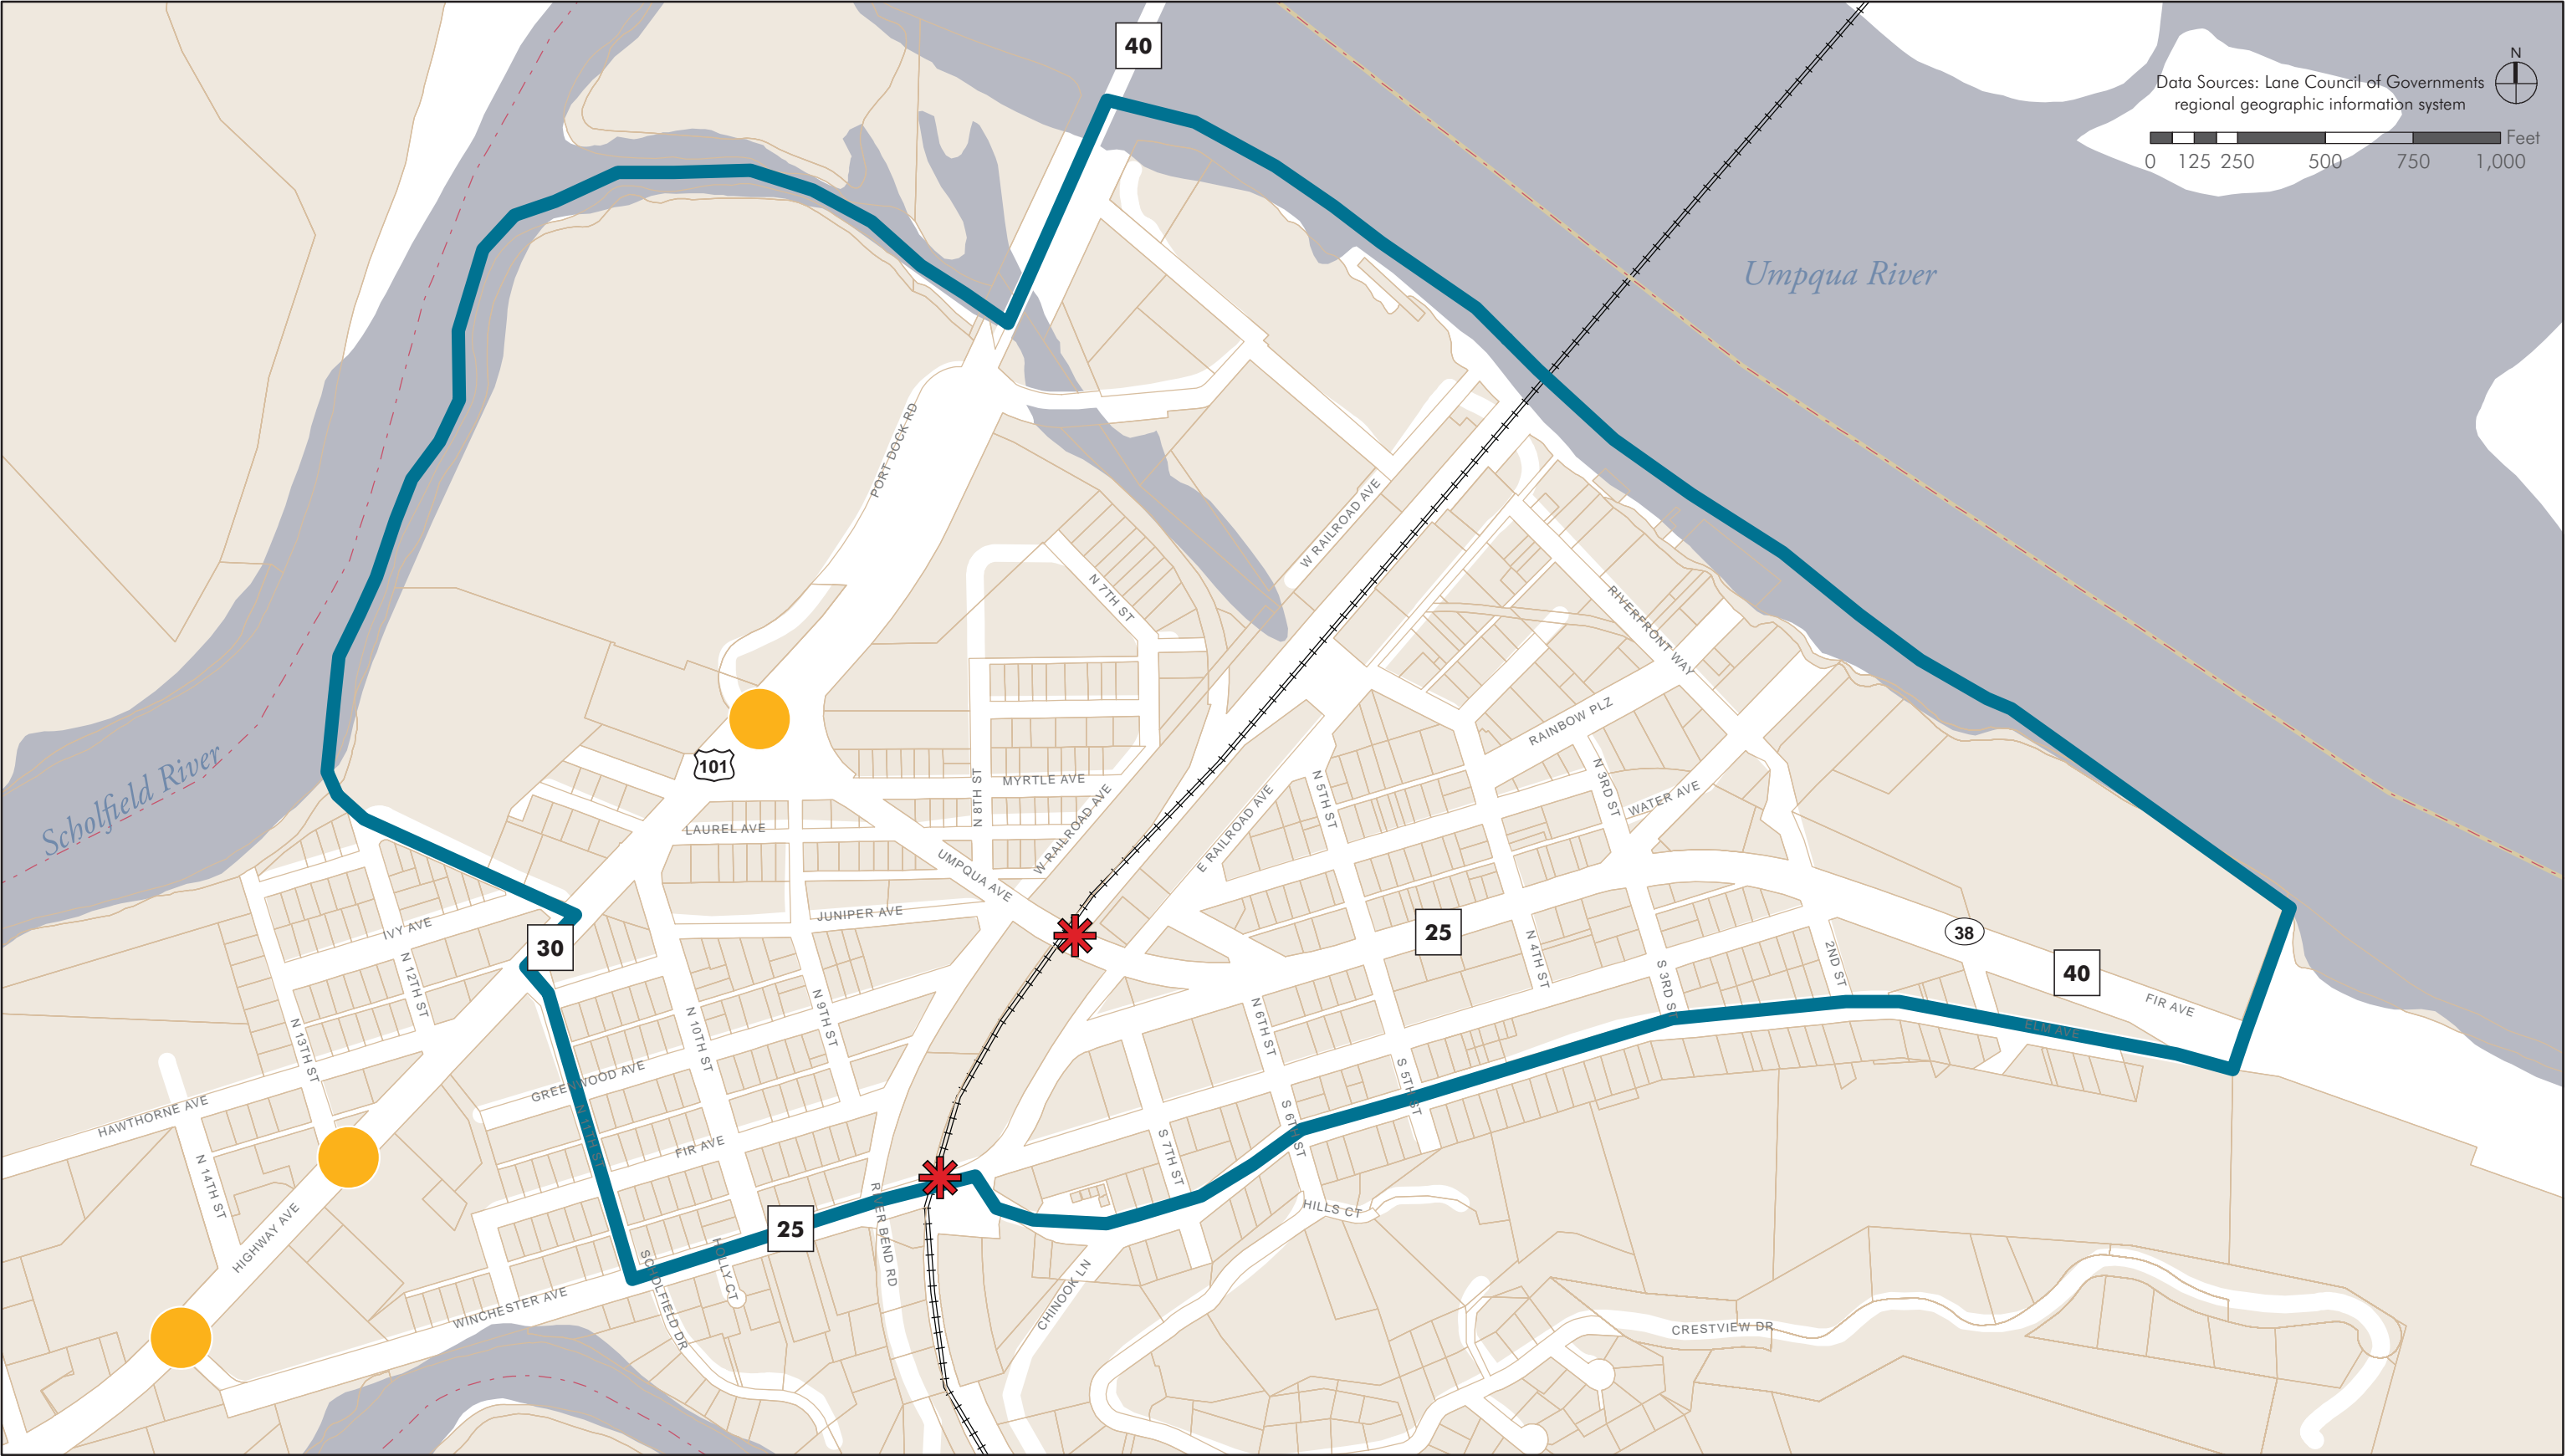 40
N
Data Sources: Lane Council of Governments
regional geographic information system
Feet
0 125 250 500 750 1,000
Umpqua River
PORT DOCK RD
W RAILROAD AVE
N 7TH ST
RIVERFRONT WAY
RAINBOW PLZ
101
Scholfield River
MYRTLE AVE
N 8TH ST
N 5TH ST
N 3RD ST
WATER AVE
LAUREL AVE
W RAILROAD AVE
E RAILROAD AVE
UMPQUA AVE
JUNIPER AVE
IVY AVE
30
25
38
40
N 12TH ST
N 4TH ST
2ND ST
S 3RD S
FIR AVE
ELM AVE
N 13TH ST
N 10TH ST
N 9TH ST
N 6TH ST
GREENWOOD AVE
HAWTHORNE AVE
N 11TH ST
FIR AVE
S 5TH ST
S 6TH ST
S 7TH ST
N 14TH ST
HIGHWAY AVE
25
RIVER BEND RD
HILLS CT
HOLLY CT
SCHOLFIELD DR
WINCHESTER AVE
CHINOOK LN
CRESTVIEW DR